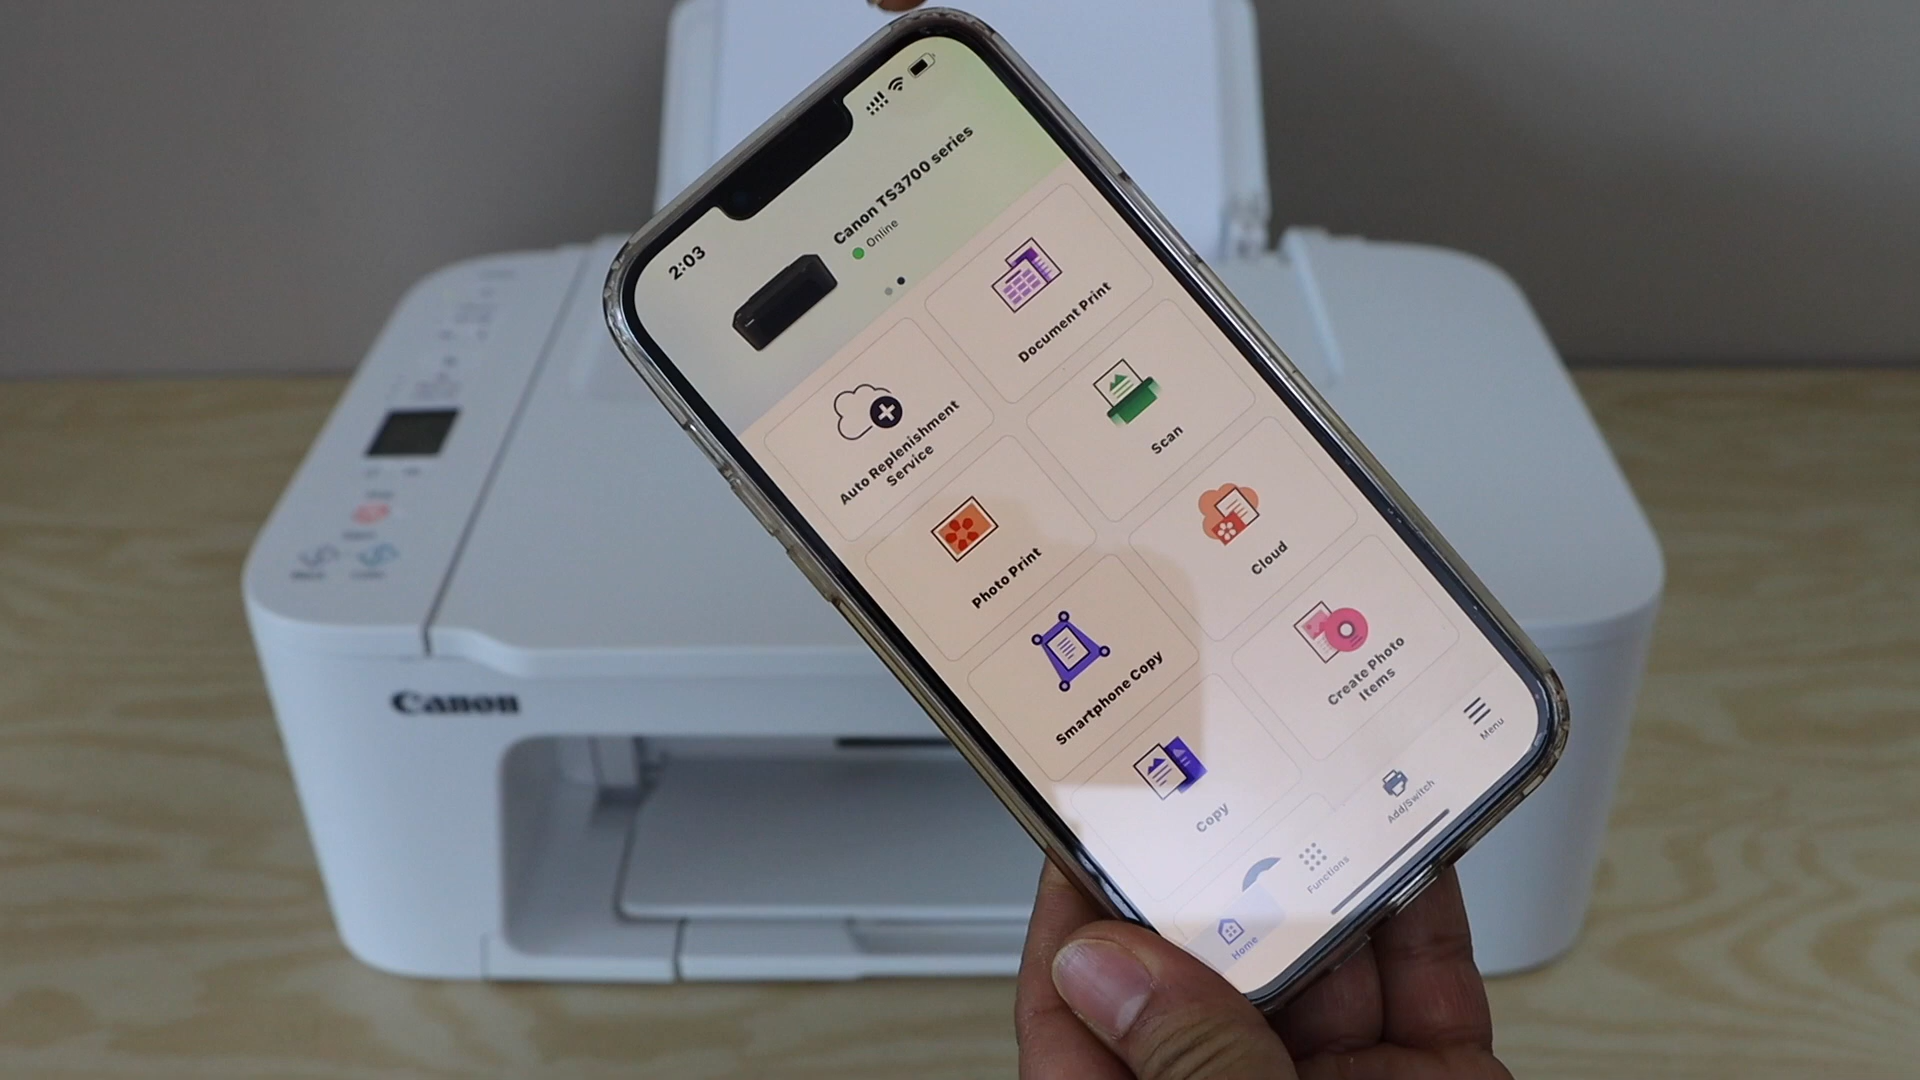 2:03
Canon TS3700 series
Online
Document Print
Auto Replenishment
Service
Scan
Photo Print
Cloud
Smartphone Copy
Create Photo
Items
Copy
Home
Functions
Add/Switch
Menu
Canon